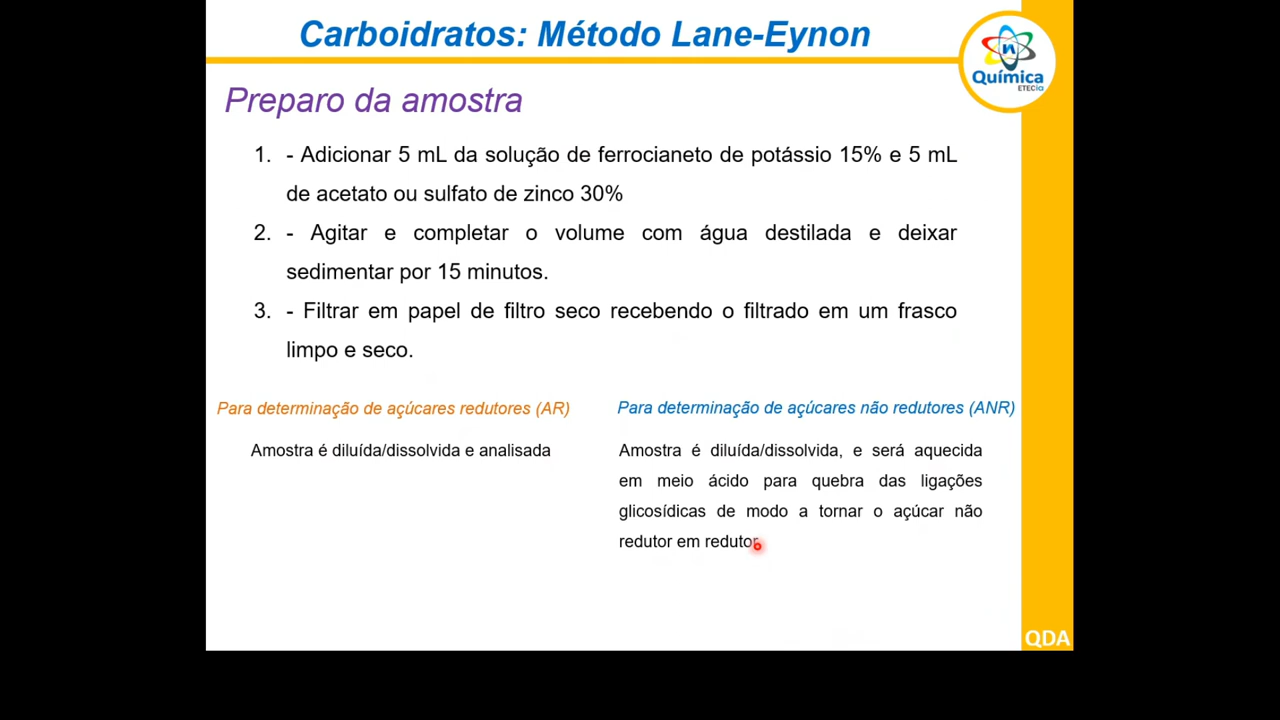 Carboidratos: Método Lane-Eynon
Química
ETECia
Preparo da amostra
1. - Adicionar 5 mL da solução de ferrocianeto de potássio 15% e 5 mL
de acetato ou sulfato de zinco 30%
2. - Agitar e completar o volume com água destilada e deixar
sedimentar por 15 minutos.
3. - Filtrar em papel de filtro seco recebendo o filtrado em um frasco
limpo e seco.
Para determinação de açúcares redutores (AR)
Amostra é diluída/dissolvida e analisada
Para determinação de açúcares não redutores (ANR)
Amostra é diluída/dissolvida, e será aquecida
em meio ácido para quebra das ligações
glicosídicas de modo a tornar o açúcar não
redutor em redutor
QDA